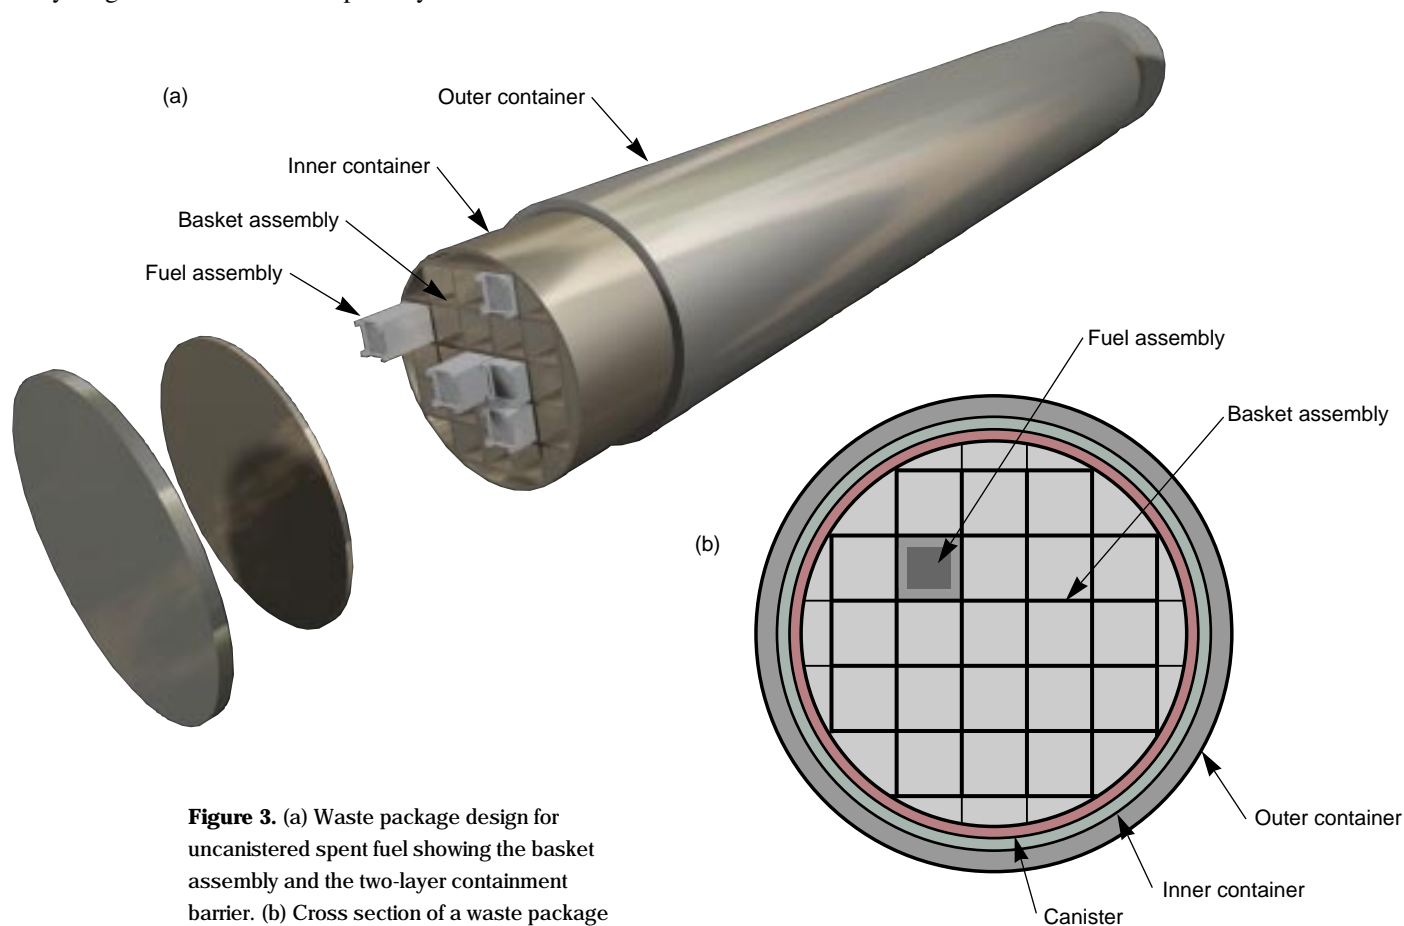 (a)
Outer container
Inner container
Basket assembly
Fuel assembly
Fuel assembly
Basket assembly
(b)
Outer container
Inner container
Canister
Figure 3. (a) Waste package design for
uncanistered spent fuel showing the basket
assembly and the two-layer containment
barrier. (b) Cross section of a waste package